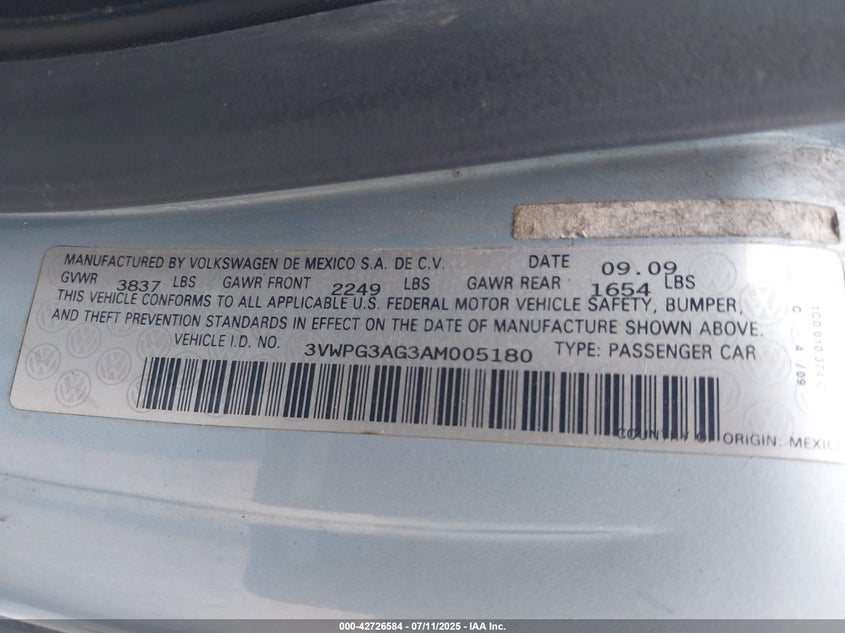 MANUFACTURED BY VOLKSWAGEN DE MEXICO S.A. DE C.V. DATE 09.09
GVWR 3837 LBS GAWR FRONT 2249 LBS GAWR REAR 1654 LBS
THIS VEHICLE CONFORMS TO ALL APPLICABLE U.S. FEDERAL MOTOR VEHICLE SAFETY, BUMPER,
AND THEFT PREVENTION STANDARDS IN EFFECT ON THE DATE OF MANUFACTURE SHOWN ABOVE.
VEHICLE I.D. NO. 3VWPG3AG3AM005180 TYPE: PASSENGER CAR
COUNTRY OF ORIGIN: MEXICO
C 4/09
000-42726584 / 07/11/2025 - IAA Inc.